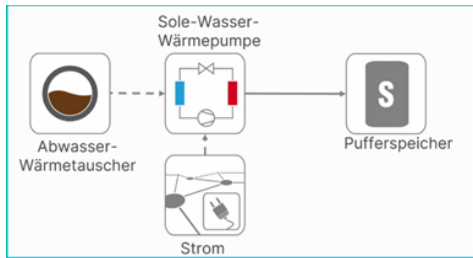 Sole-Wasser-
Wärmepumpe
S
Abwasser-
Wärmetauscher
Pufferspeicher
Strom